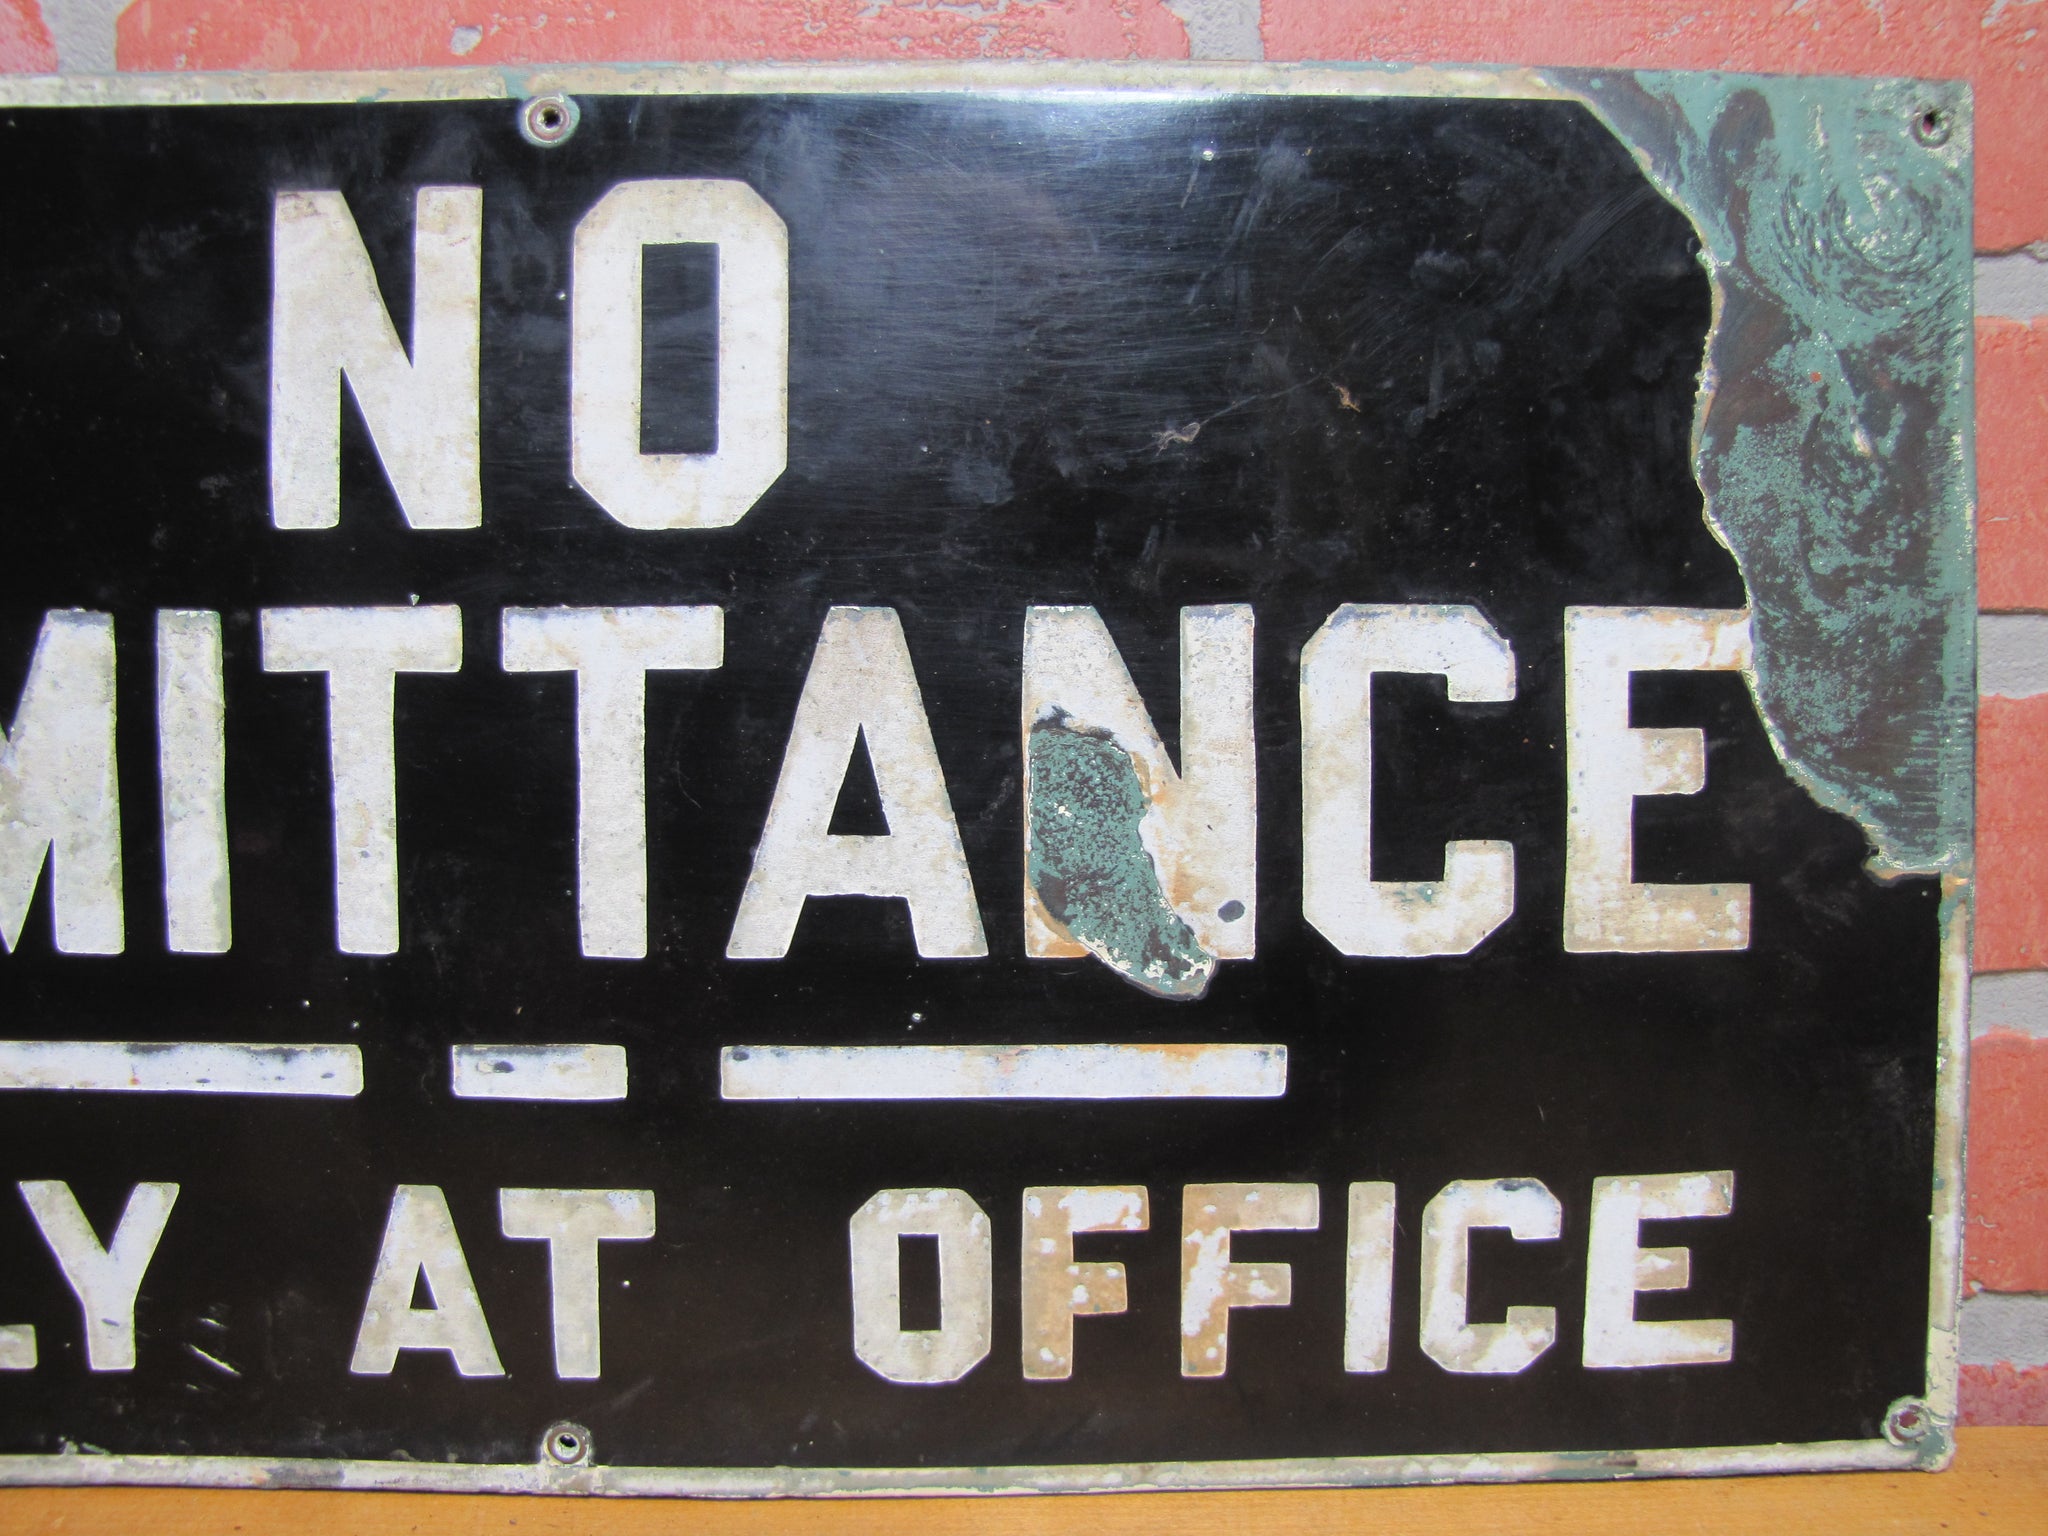 NO
MITTANCE
LY AT OFFICE